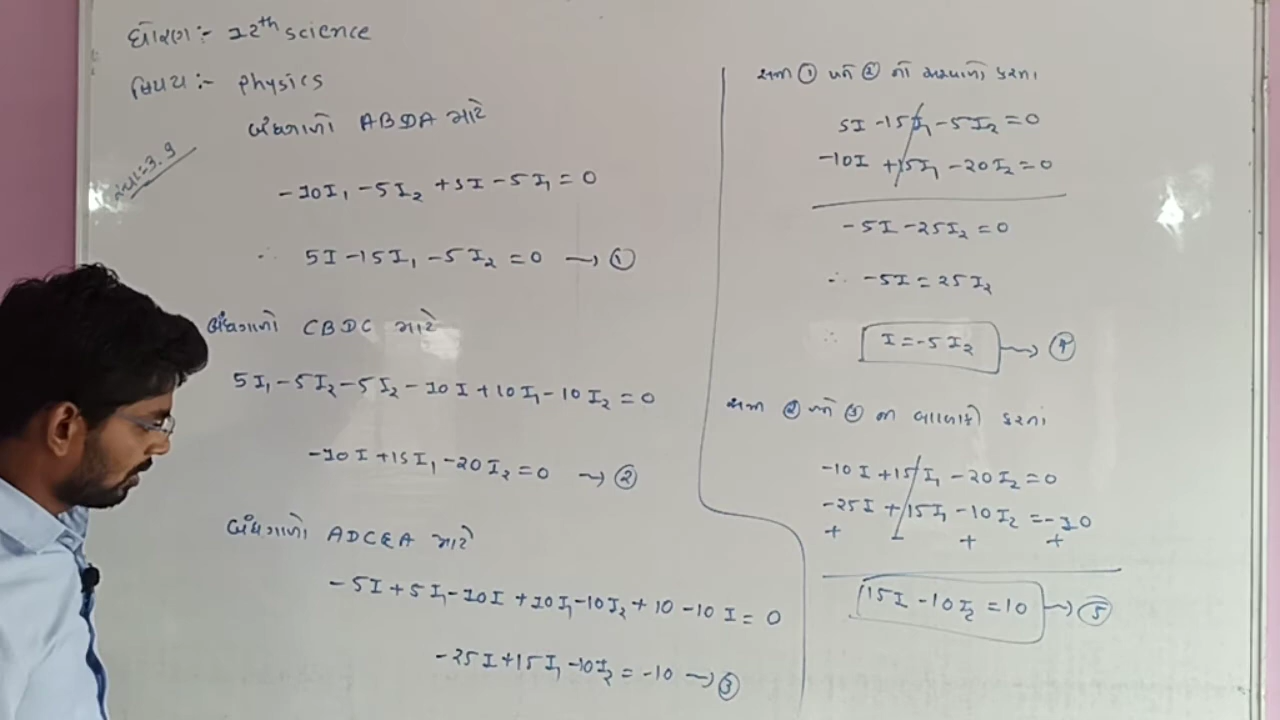 ધોરણ :- 12th science
વિષય :- physics
બંધગાળો ABDA માટે
-10I₁ -5I₂ +5I -5I₁ = 0
∴ 5I -15I₁ -5I₂ = 0 → ①
બંધગાળો CBDC માટે
5I₁ -5I₂ -5I₂ -10I +10I₁ -10I₂ = 0
-10I +15I₁ -20I₂ = 0 → ②
બંધગાળો ADCEA માટે
-5I +5I₁ -10I +10I₁ -10I₂ +10 -10I = 0
-25I +15I₁ -10I₂ = -10 → ③
સમી ① અને ② નો સરવાળો કરતા
5I -15I₁ -5I₂ = 0
-10I +15I₁ -20I₂ = 0
-5I -25I₂ = 0
∴ -5I = 25I₂
∴ I = -5I₂ → ④
સમી ② અને ③ ની બાદબાકી કરતાં
-10I +15I₁ -20I₂ = 0
-25I +15I₁ -10I₂ = -10
+ - + +
15I -10I₂ = 10 → ⑤